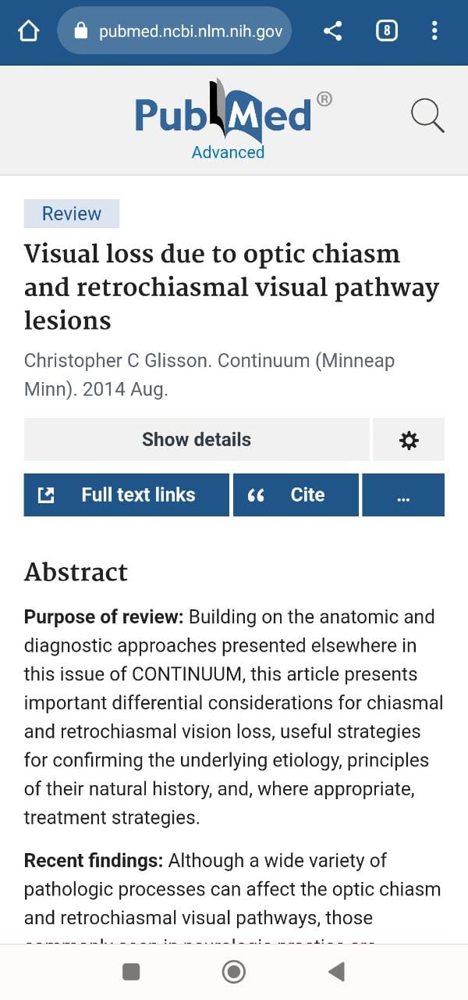 pubmed.ncbi.nlm.nih.gov
8
PubMed®
Advanced
Review
Visual loss due to optic chiasm
and retrochiasmal visual pathway
lesions
Christopher C Glisson. Continuum (Minneap
Minn). 2014 Aug.
Show details
Full text links
Cite
...
Abstract
Purpose of review: Building on the anatomic and
diagnostic approaches presented elsewhere in
this issue of CONTINUUM, this article presents
important differential considerations for chiasmal
and retrochiasmal vision loss, useful strategies
for confirming the underlying etiology, principles
of their natural history, and, where appropriate,
treatment strategies.
Recent findings: Although a wide variety of
pathologic processes can affect the optic chiasm
and retrochiasmal visual pathways, those